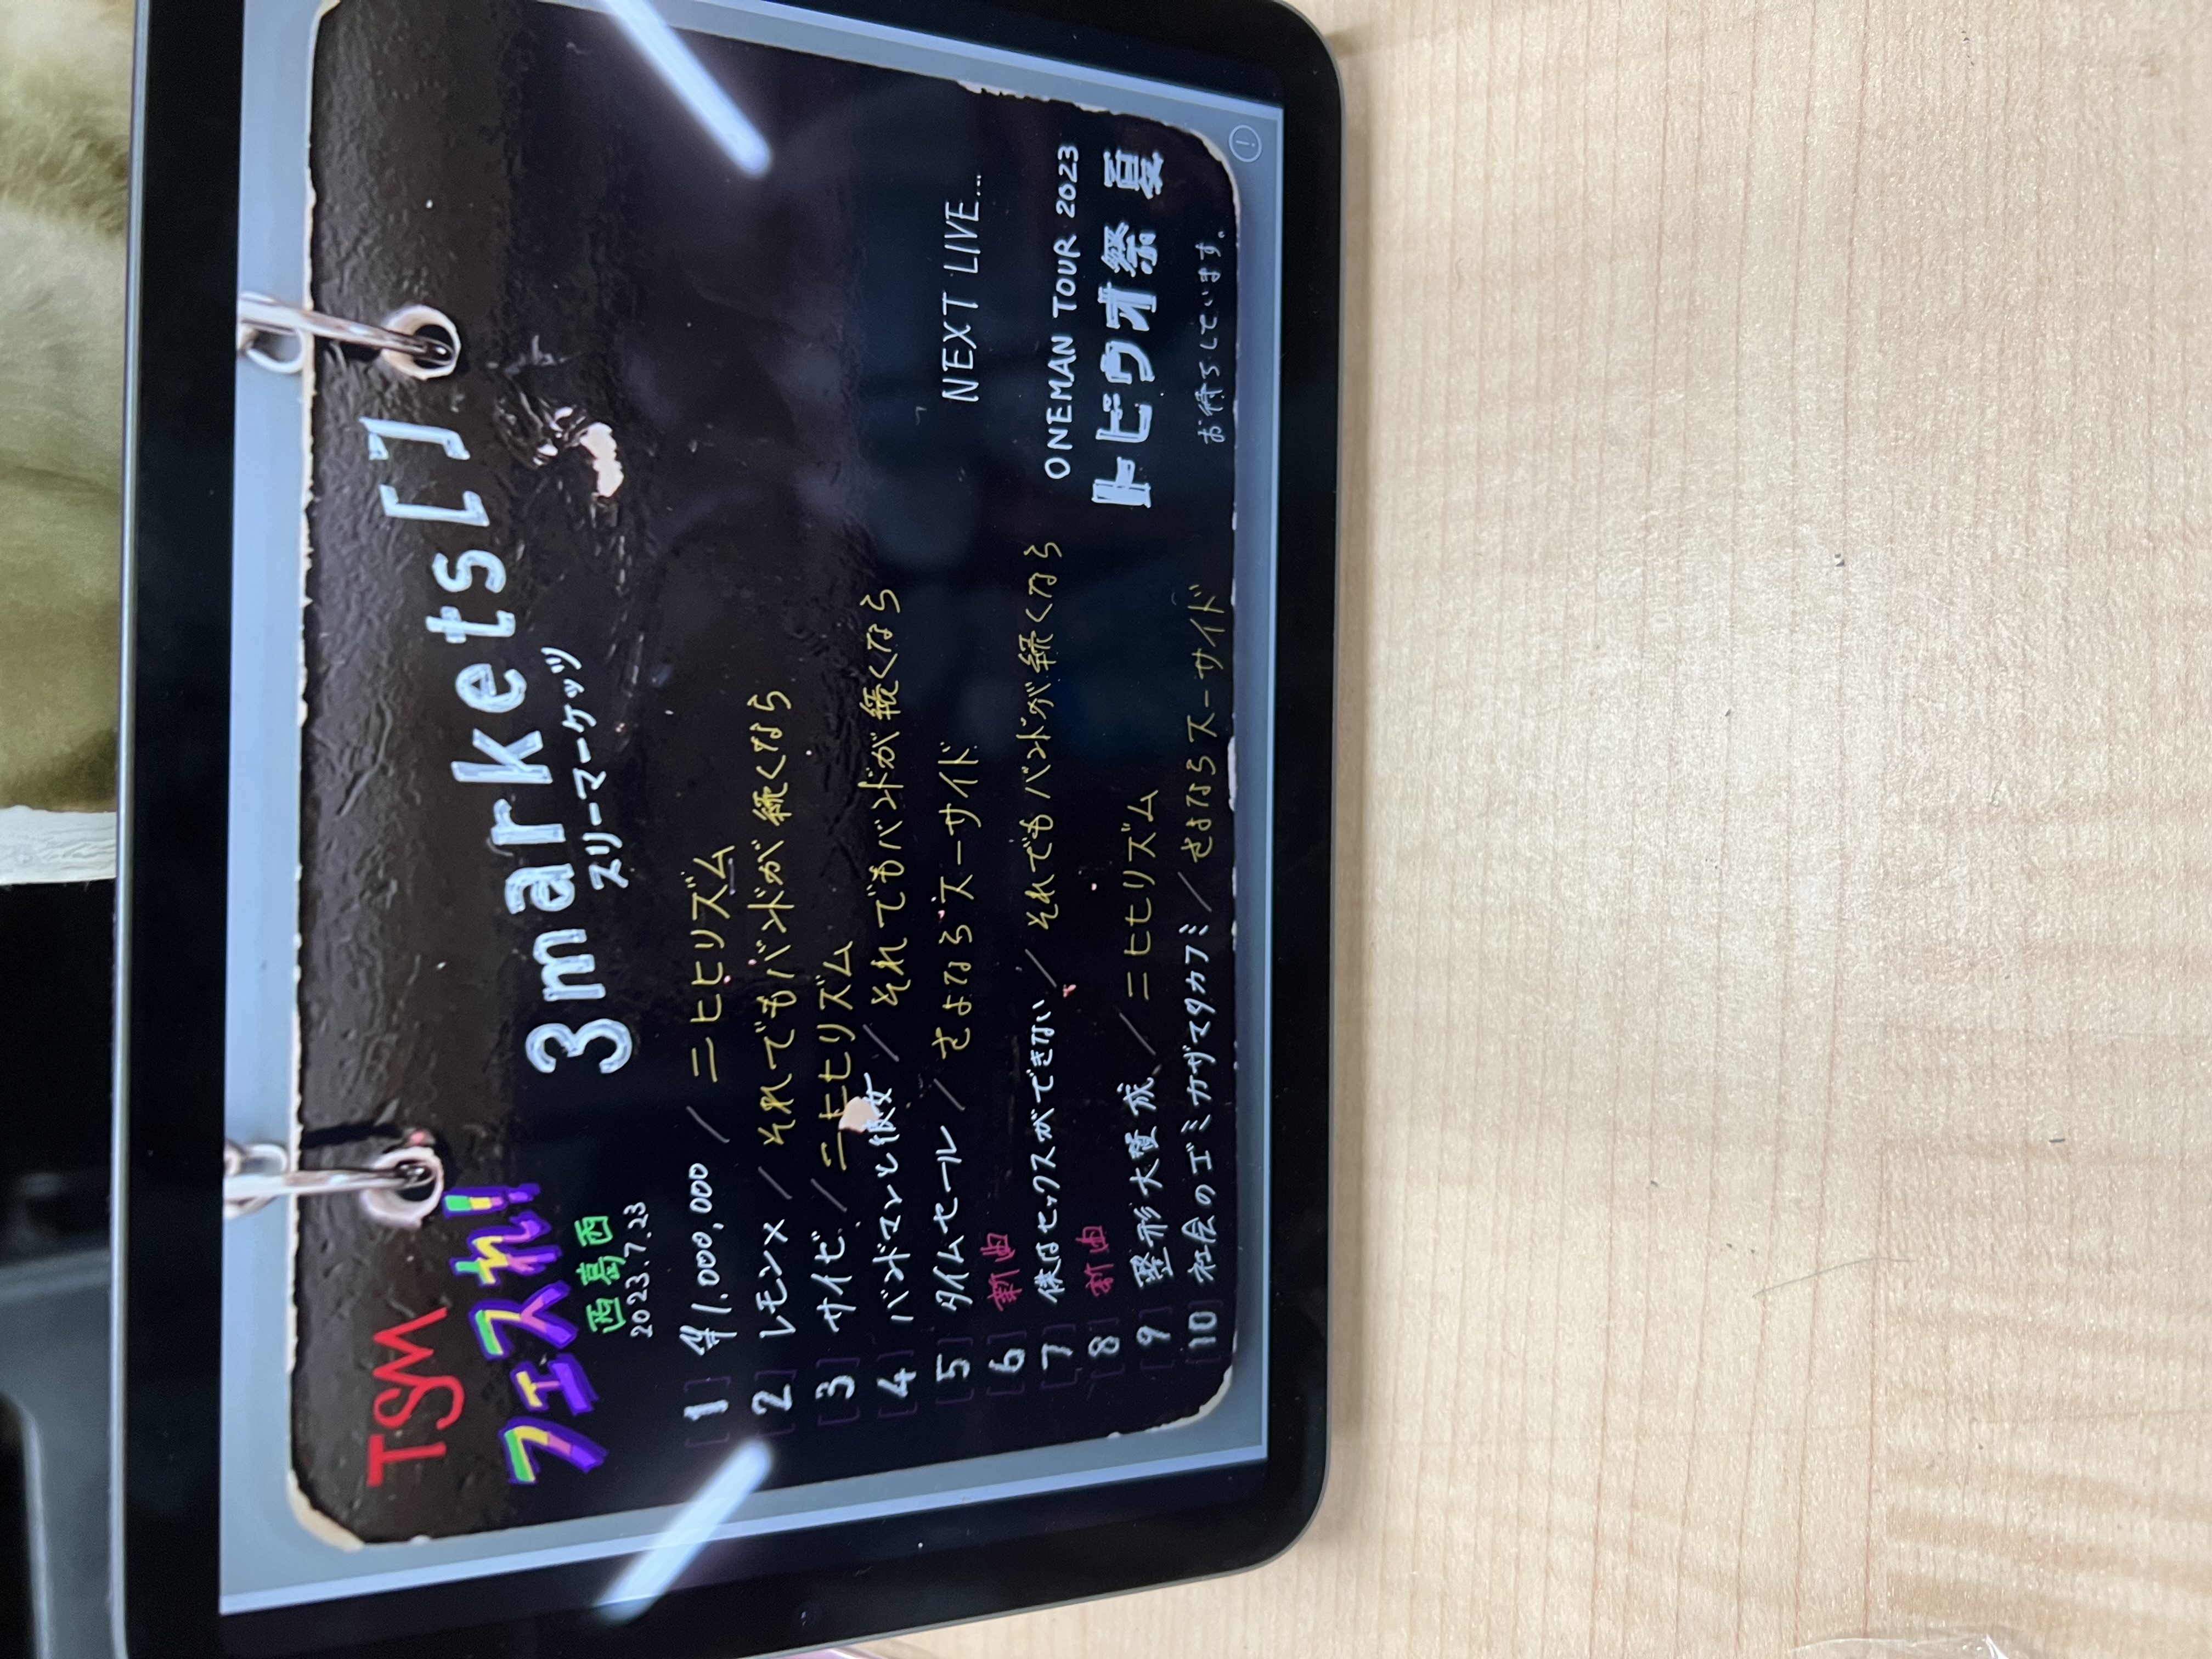 TSM
フェスれ!
西葛西
2023.7.23
3markets[]
スリーマーケッツ
[1] ¥1,000,000 / ニヒヒリズム
[2] レモン× / それでもバンドが続くなら
[3] サイゼ / ニヒヒリズム
[4] バンドマンと彼女 / それでもバンドが続くなら
[5] タイムセール / さよならスーサイド
[6] 新曲
[7] 僕はセックスができない / それでもバンドが続くなら
[8] 新曲
[9] 整形大賛成 / ニヒヒリズム
[10] 社会のゴミカザマタカフミ / さよならスーサイド
NEXT LIVE...
ONEMAN TOUR 2023
トビウオ祭 夏
お待ちしています。